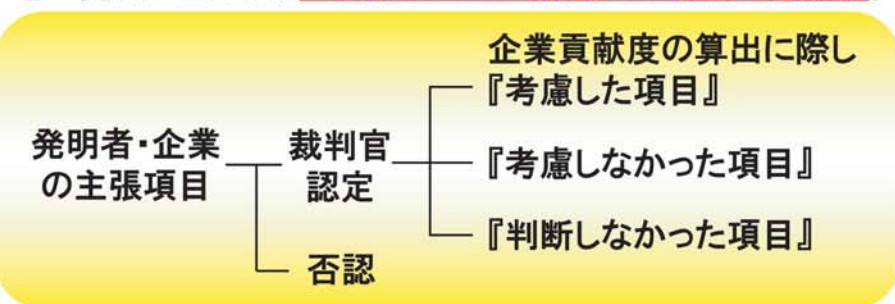 企業貢献度の算出に際し
『考慮した項目』
発明者・企業
の主張項目
裁判官
認定
『考慮しなかった項目』
『判断しなかった項目』
否認